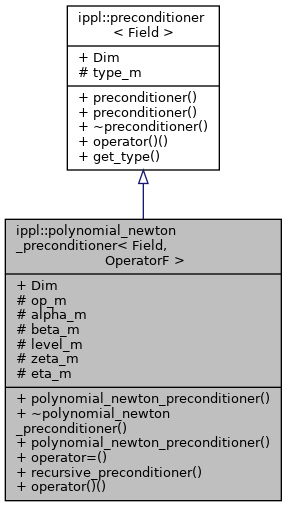 ippl::preconditioner
< Field >
+ Dim
# type_m
+ preconditioner()
+ preconditioner()
+ ~preconditioner()
+ operator()()
+ get_type()
ippl::polynomial_newton
_preconditioner< Field,
OperatorF >
+ Dim
# op_m
# alpha_m
# beta_m
# level_m
# zeta_m
# eta_m
+ polynomial_newton_preconditioner()
+ ~polynomial_newton
_preconditioner()
+ polynomial_newton_preconditioner()
+ operator=()
+ recursive_preconditioner()
+ operator()()